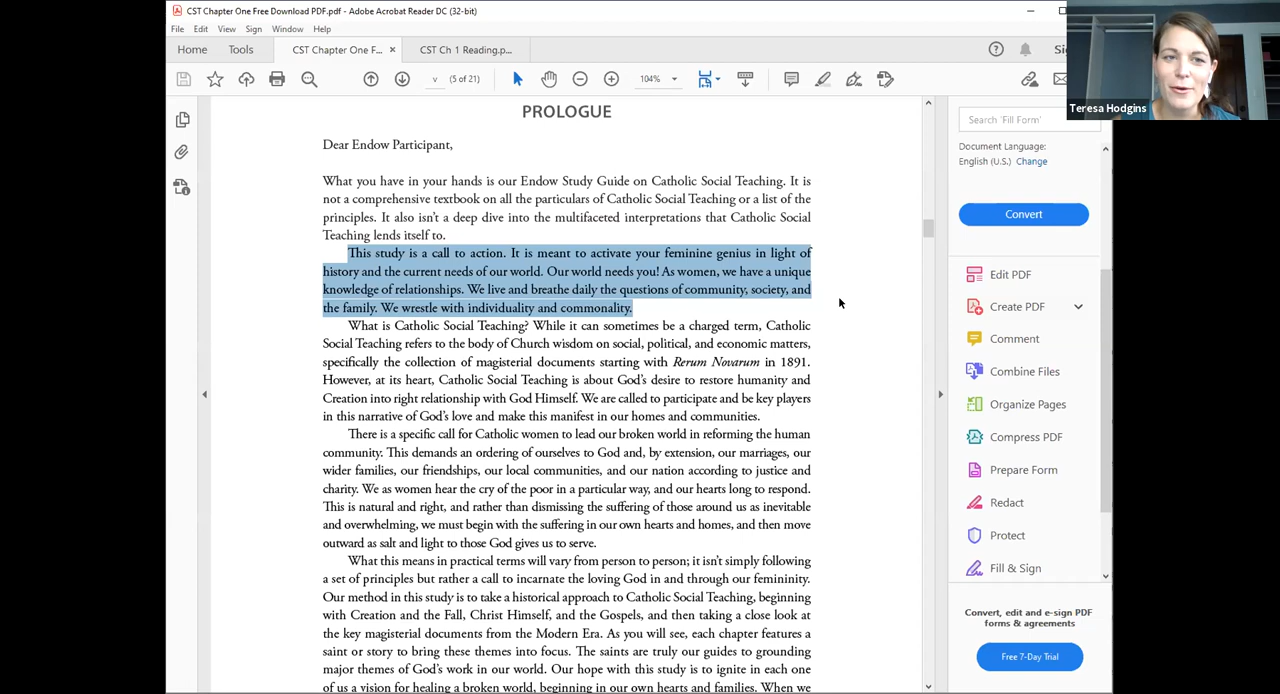 CST Chapter One Free Download PDF.pdf - Adobe Acrobat Reader DC (32-bit)
File Edit View Sign Window Help
Home Tools CST Chapter One F... × CST Ch 1 Reading.p...
v (5 of 21) 104%
Teresa Hodgins
PROLOGUE
Dear Endow Participant,
What you have in your hands is our Endow Study Guide on Catholic Social Teaching. It is
not a comprehensive textbook on all the particulars of Catholic Social Teaching or a list of the
principles. It also isn't a deep dive into the multifaceted interpretations that Catholic Social
Teaching lends itself to.
This study is a call to action. It is meant to activate your feminine genius in light of
history and the current needs of our world. Our world needs you! As women, we have a unique
knowledge of relationships. We live and breathe daily the questions of community, society, and
the family. We wrestle with individuality and commonality.
What is Catholic Social Teaching? While it can sometimes be a charged term, Catholic
Social Teaching refers to the body of Church wisdom on social, political, and economic matters,
specifically the collection of magisterial documents starting with Rerum Novarum in 1891.
However, at its heart, Catholic Social Teaching is about God's desire to restore humanity and
Creation into right relationship with God Himself. We are called to participate and be key players
in this narrative of God's love and make this manifest in our homes and communities.
There is a specific call for Catholic women to lead our broken world in reforming the human
community. This demands an ordering of ourselves to God and, by extension, our marriages, our
wider families, our friendships, our local communities, and our nation according to justice and
charity. We as women hear the cry of the poor in a particular way, and our hearts long to respond.
This is natural and right, and rather than dismissing the suffering of those around us as inevitable
and overwhelming, we must begin with the suffering in our own hearts and homes, and then move
outward as salt and light to those God gives us to serve.
What this means in practical terms will vary from person to person; it isn't simply following
a set of principles but rather a call to incarnate the loving God in and through our femininity.
Our method in this study is to take a historical approach to Catholic Social Teaching, beginning
with Creation and the Fall, Christ Himself, and the Gospels, and then taking a close look at
the key magisterial documents from the Modern Era. As you will see, each chapter features a
saint or story to bring these themes into focus. The saints are truly our guides to grounding
major themes of God's work in our world. Our hope with this study is to ignite in each one
of us a vision for healing a broken world, beginning in our own hearts and families. When we
Search 'Fill Form'
Document Language:
English (U.S.) Change
Convert
Edit PDF
Create PDF
Comment
Combine Files
Organize Pages
Compress PDF
Prepare Form
Redact
Protect
Fill & Sign
Convert, edit and e-sign PDF
forms & agreements
Free 7-Day Trial